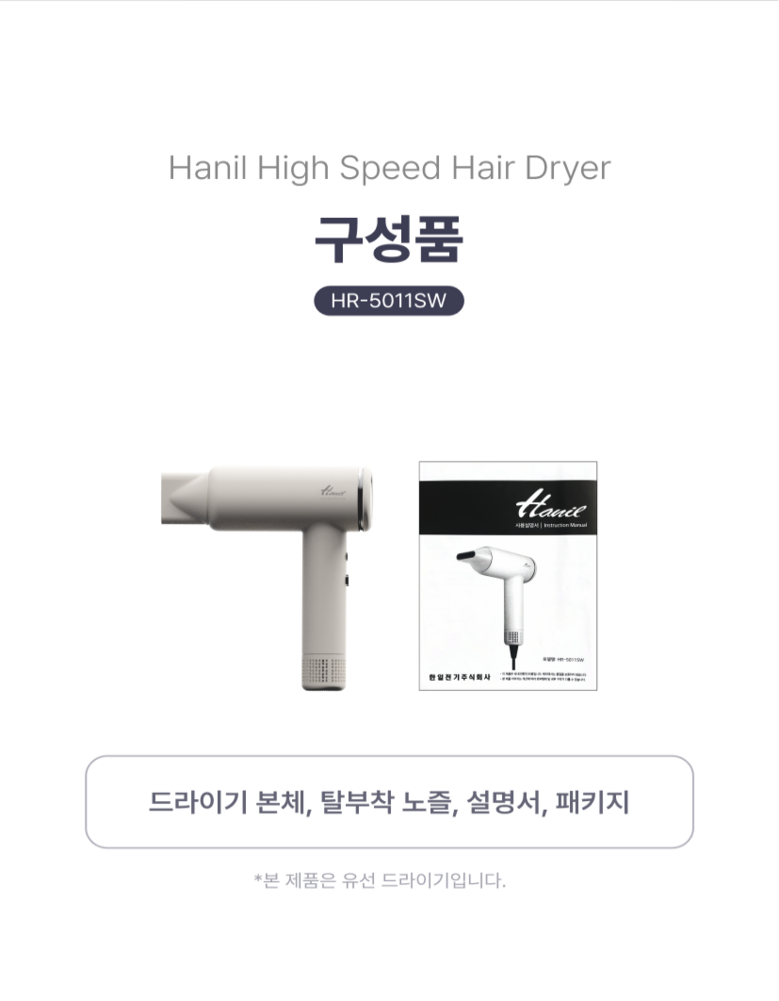 Hanil High Speed Hair Dryer
구성품
HR-5011SW
Hanil
Hanil
사용설명서 | Instruction Manual
모델명: HR-5011SW
한일전기주식회사
드라이기 본체, 탈부착 노즐, 설명서, 패키지
*본 제품은 유선 드라이기입니다.